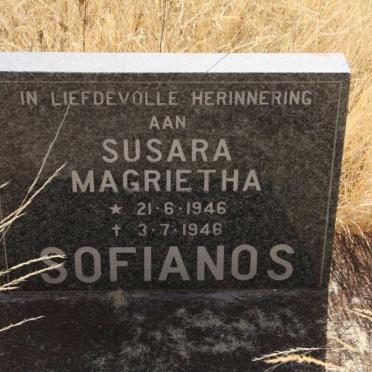 IN LIEFDEVOLLE HERINNERING
AAN
SUSARA
MAGRIETHA
★ 21·6·1946
✝ 3·7·1946
SOFIANOS